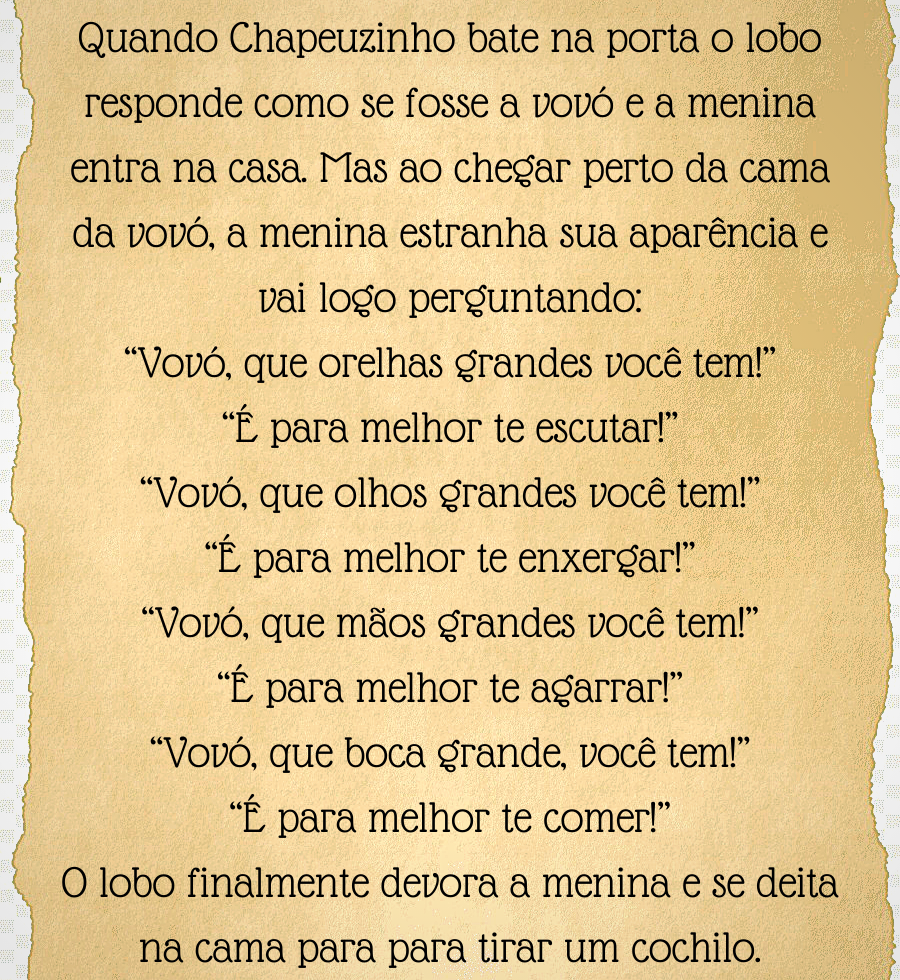 Quando Chapeuzinho bate na porta o lobo
responde como se fosse a vovó e a menina
entra na casa. Mas ao chegar perto da cama
da vovó, a menina estranha sua aparência e
vai logo perguntando:
“Vovó, que orelhas grandes você tem!”
“É para melhor te escutar!”
“Vovó, que olhos grandes você tem!”
“É para melhor te enxergar!”
“Vovó, que mãos grandes você tem!”
“É para melhor te agarrar!”
“Vovó, que boca grande, você tem!”
“É para melhor te comer!”
O lobo finalmente devora a menina e se deita
na cama para para tirar um cochilo.